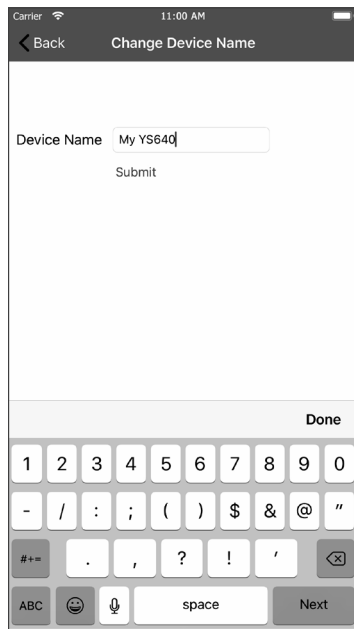 Carrier 11:00 AM
Back Change Device Name
Device Name My YS640
Submit
Done
1 2 3 4 5 6 7 8 9 0
- / : ; ( ) $ & @ "
#+= . , ? ! '
ABC space Next